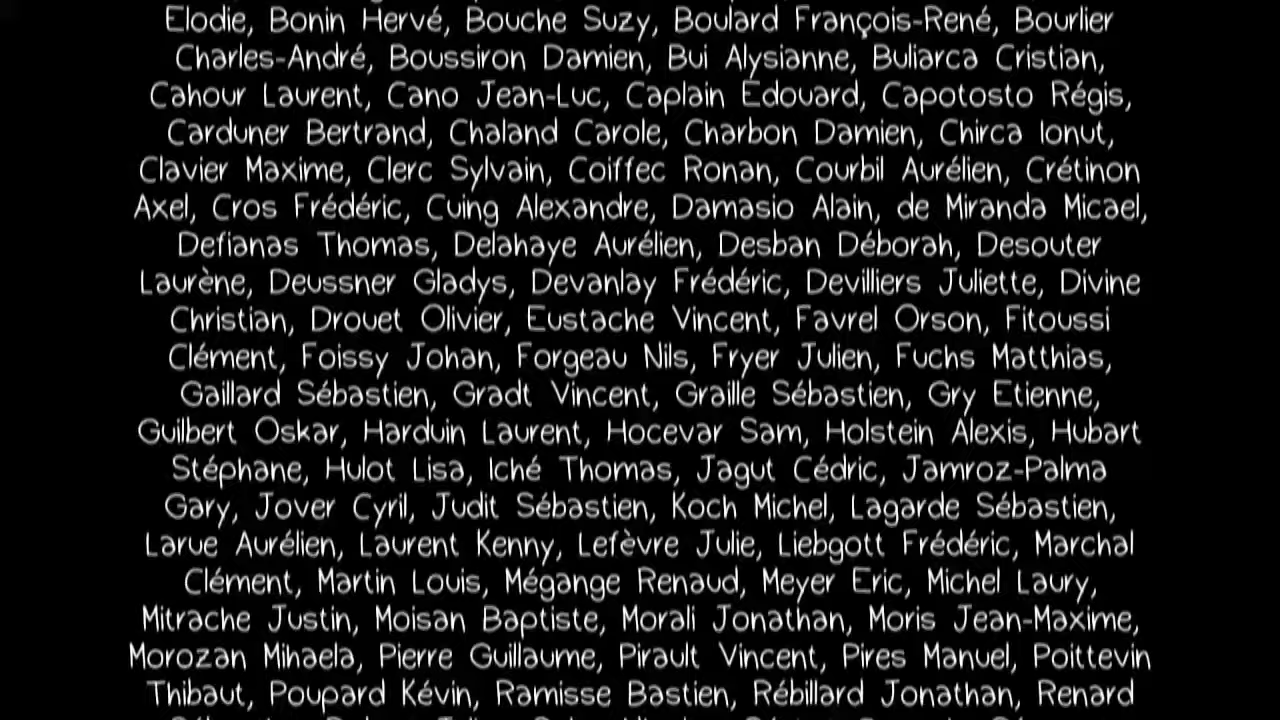 Elodie, Bonin Hervé, Bouche Suzy, Boulard François-René, Bourlier
Charles-André, Boussiron Damien, Bui Alysianne, Buliarca Cristian,
Cahour Laurent, Cano Jean-Luc, Caplain Edouard, Capotosto Régis,
Carduner Bertrand, Chaland Carole, Charbon Damien, Chirca Ionut,
Clavier Maxime, Clerc Sylvain, Coiffec Ronan, Courbil Aurélien, Crétinon
Axel, Cros Frédéric, Cuing Alexandre, Damasio Alain, de Miranda Micael,
Defianas Thomas, Delahaye Aurélien, Desban Déborah, Desouter
Laurène, Deussner Gladys, Devanlay Frédéric, Devilliers Juliette, Divine
Christian, Drouet Olivier, Eustache Vincent, Favrel Orson, Fitoussi
Clément, Foissy Johan, Forgeau Nils, Fryer Julien, Fuchs Matthias,
Gaillard Sébastien, Gradt Vincent, Graille Sébastien, Gry Etienne,
Guilbert Oskar, Harduin Laurent, Hocevar Sam, Holstein Alexis, Hubart
Stéphane, Hulot Lisa, Iché Thomas, Jagut Cédric, Jamroz-Palma
Gary, Jover Cyril, Judit Sébastien, Koch Michel, Lagarde Sébastien,
Larue Aurélien, Laurent Kenny, Lefèvre Julie, Liebgott Frédéric, Marchal
Clément, Martin Louis, Mégange Renaud, Meyer Eric, Michel Laury,
Mitrache Justin, Moisan Baptiste, Morali Jonathan, Moris Jean-Maxime,
Morozan Mihaela, Pierre Guillaume, Pirault Vincent, Pires Manuel, Poittevin
Thibaut, Poupard Kévin, Ramisse Bastien, Rébillard Jonathan, Renard